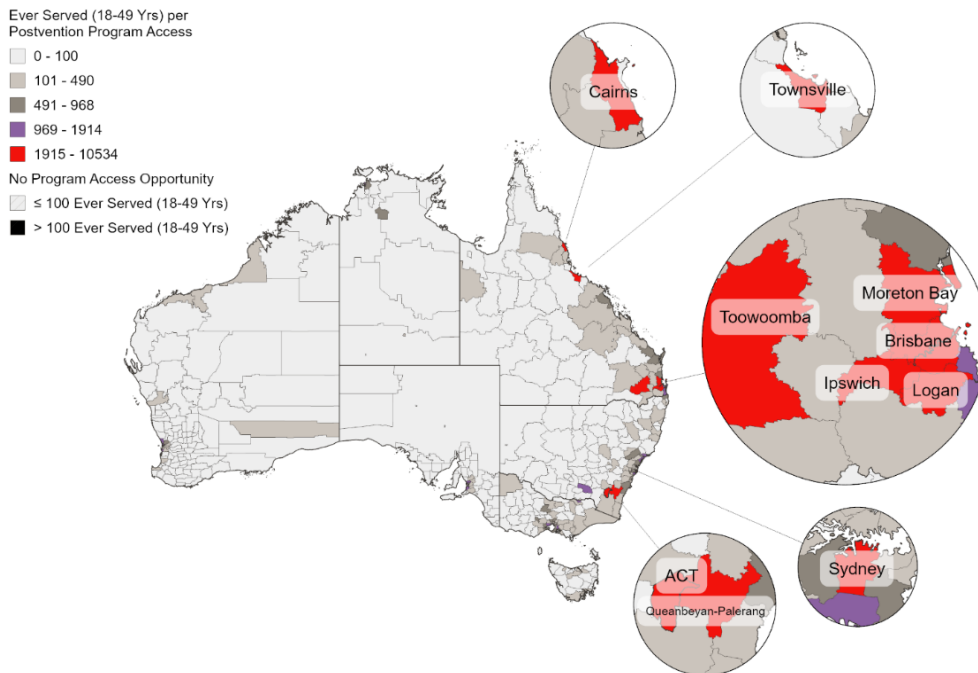 Ever Served (18-49 Yrs) per
Postvention Program Access
0 - 100
101 - 490
491 - 968
969 - 1914
1915 - 10534
No Program Access Opportunity
≤ 100 Ever Served (18-49 Yrs)
> 100 Ever Served (18-49 Yrs)
Cairns
Townsville
Moreton Bay
Toowoomba
Brisbane
Ipswich
Logan
Sydney
ACT
Queanbeyan-Palerang